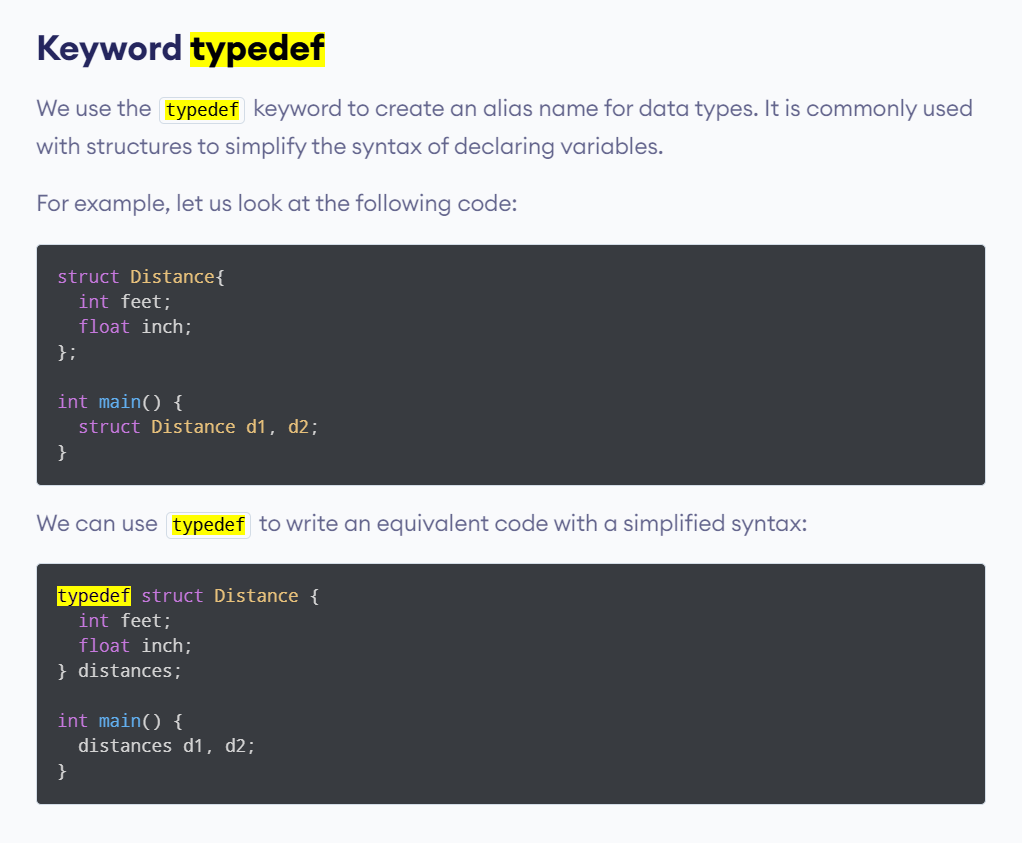 Keyword typedef
We use the typedef keyword to create an alias name for data types. It is commonly used
with structures to simplify the syntax of declaring variables.
For example, let us look at the following code:
struct Distance{
  int feet;
  float inch;
};

int main() {
  struct Distance d1, d2;
}
We can use typedef to write an equivalent code with a simplified syntax:
typedef struct Distance {
  int feet;
  float inch;
} distances;

int main() {
  distances d1, d2;
}